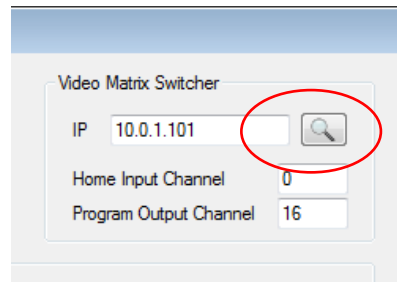 Video Matrix Switcher
IP 10.0.1.101
Home Input Channel 0
Program Output Channel 16